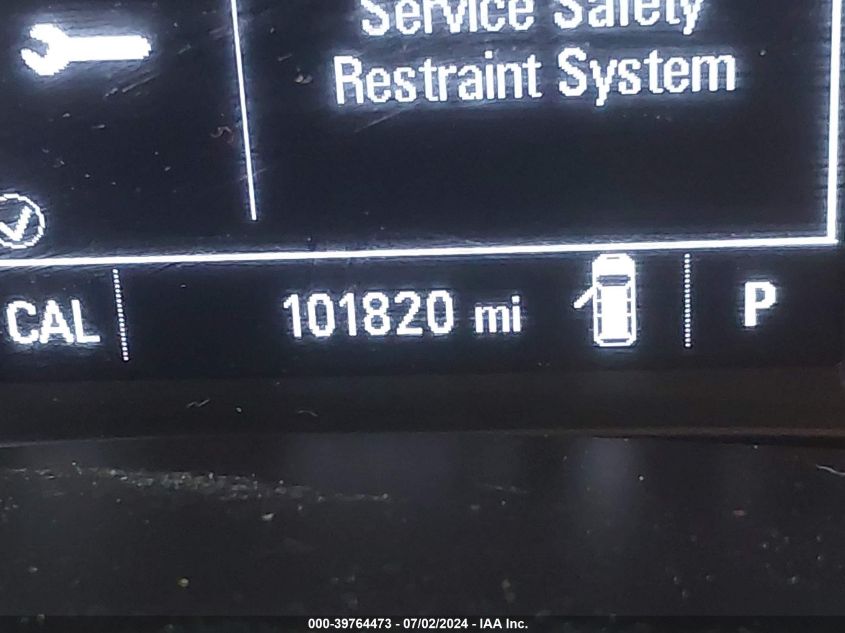 Service Safety
Restraint System
CAL
101820 mi
P
000-39764473 - 07/02/2024 - IAA Inc.